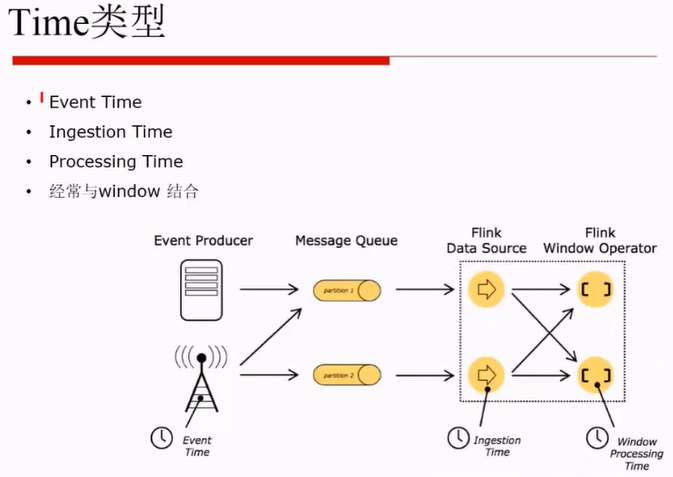 Time类型
Event Time
Ingestion Time
Processing Time
经常与window 结合
Event Producer
Message Queue
Flink
Data Source
Flink
Window Operator
partition 1
partition 2
Event
Time
Ingestion
Time
Window
Processing
Time